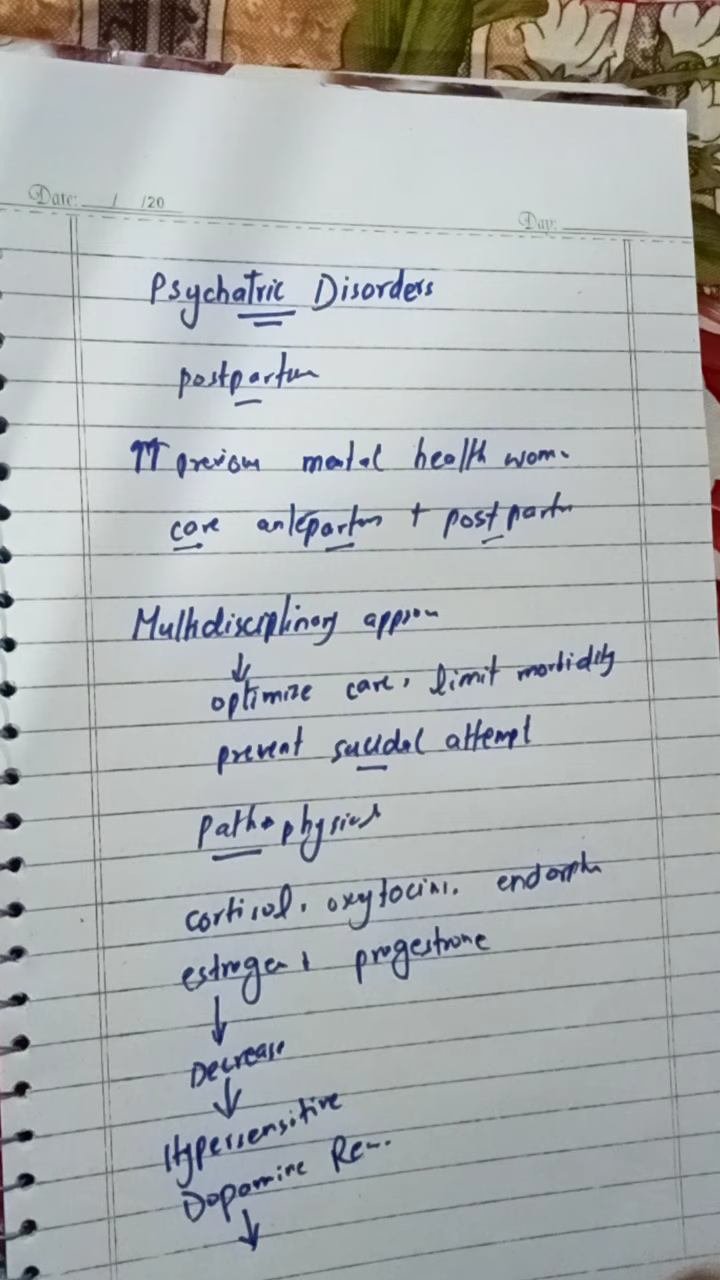 Date: / /20
Day:
Psychatric Disorders
postpartum
↑↑ previous mental health wom.
care antepartum + postpartum
Multidisciplinary approa
↓
optimize care, limit morbidity
prevent sucidal attempt
Pathophysiol
cortisol, oxytocin, endorph
estrogen, progestrone
↓
Decrease
↓
Hypersensitive
Dopamine Re..
↓